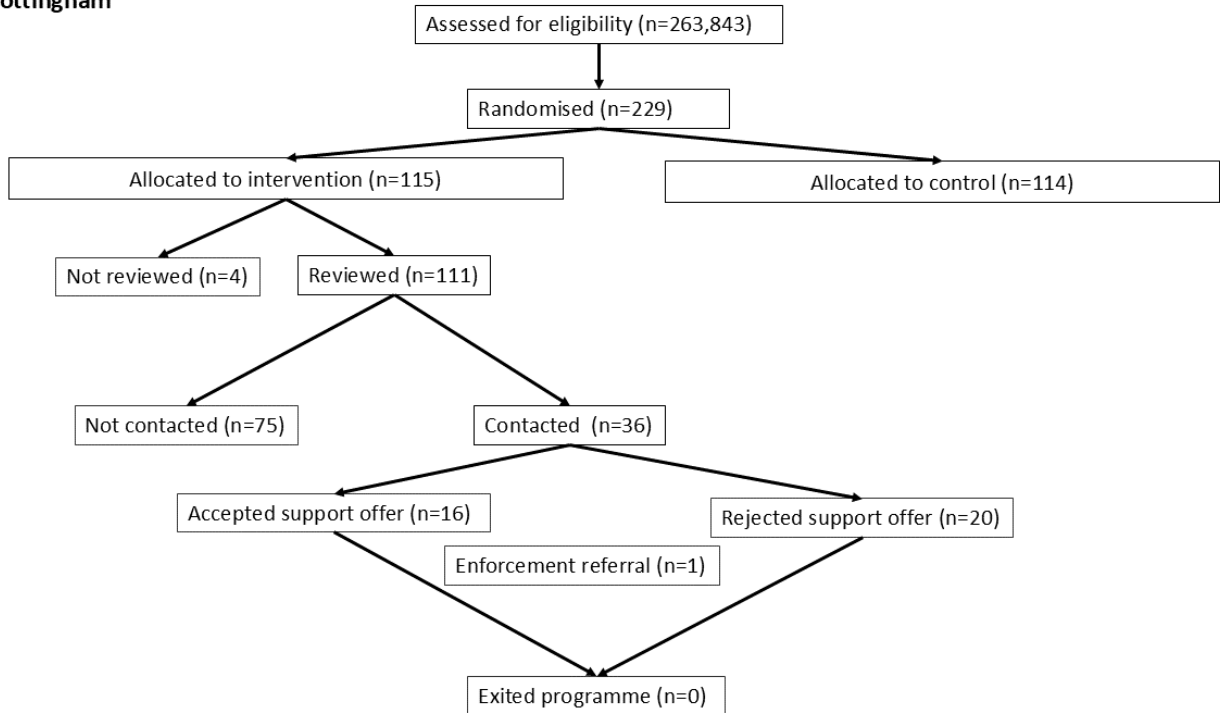 ottingham
Assessed for eligibility (n=263,843)
Randomised (n=229)
Allocated to intervention (n=115)
Allocated to control (n=114)
Not reviewed (n=4)
Reviewed (n=111)
Not contacted (n=75)
Contacted (n=36)
Accepted support offer (n=16)
Rejected support offer (n=20)
Enforcement referral (n=1)
Exited programme (n=0)